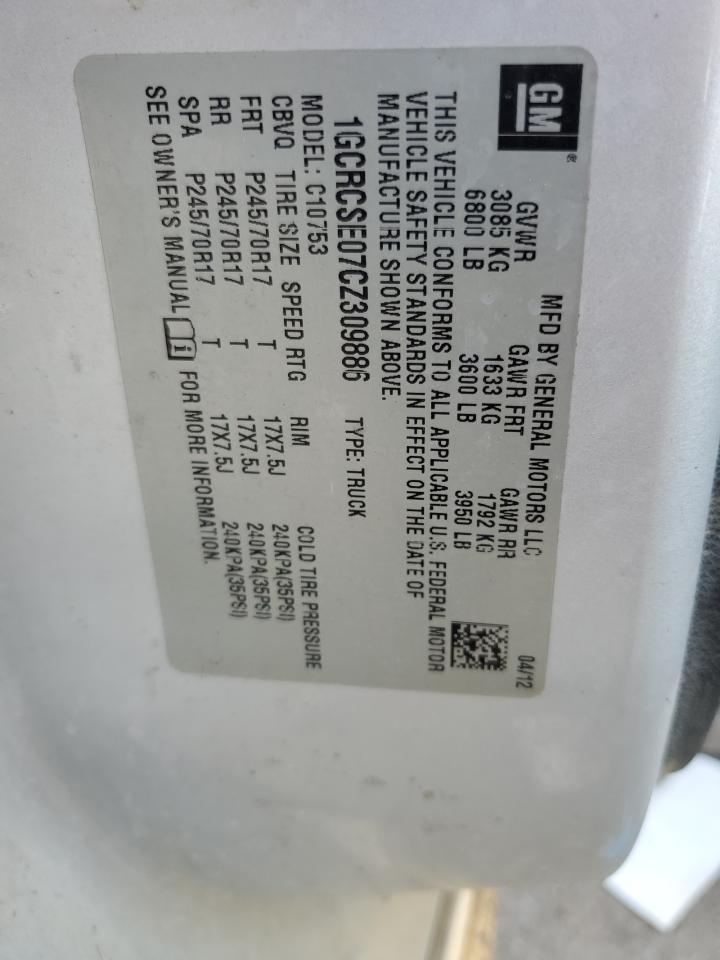 GM
®
MFD BY GENERAL MOTORS LLC 04/12
GVWR GAWR FRT GAWR RR
3085 KG 1633 KG 1792 KG
6800 LB 3600 LB 3950 LB
THIS VEHICLE CONFORMS TO ALL APPLICABLE U.S. FEDERAL MOTOR
VEHICLE SAFETY STANDARDS IN EFFECT ON THE DATE OF
MANUFACTURE SHOWN ABOVE.
1GCRCSE07CZ309886 TYPE: TRUCK
MODEL: C10753
CBVQ TIRE SIZE SPEED RTG RIM COLD TIRE PRESSURE
FRT P245/70R17 T 17X7.5J 240KPA(35PSI)
RR P245/70R17 T 17X7.5J 240KPA(35PSI)
SPA P245/70R17 T 17X7.5J 240KPA(35PSI)
SEE OWNER'S MANUAL FOR MORE INFORMATION.